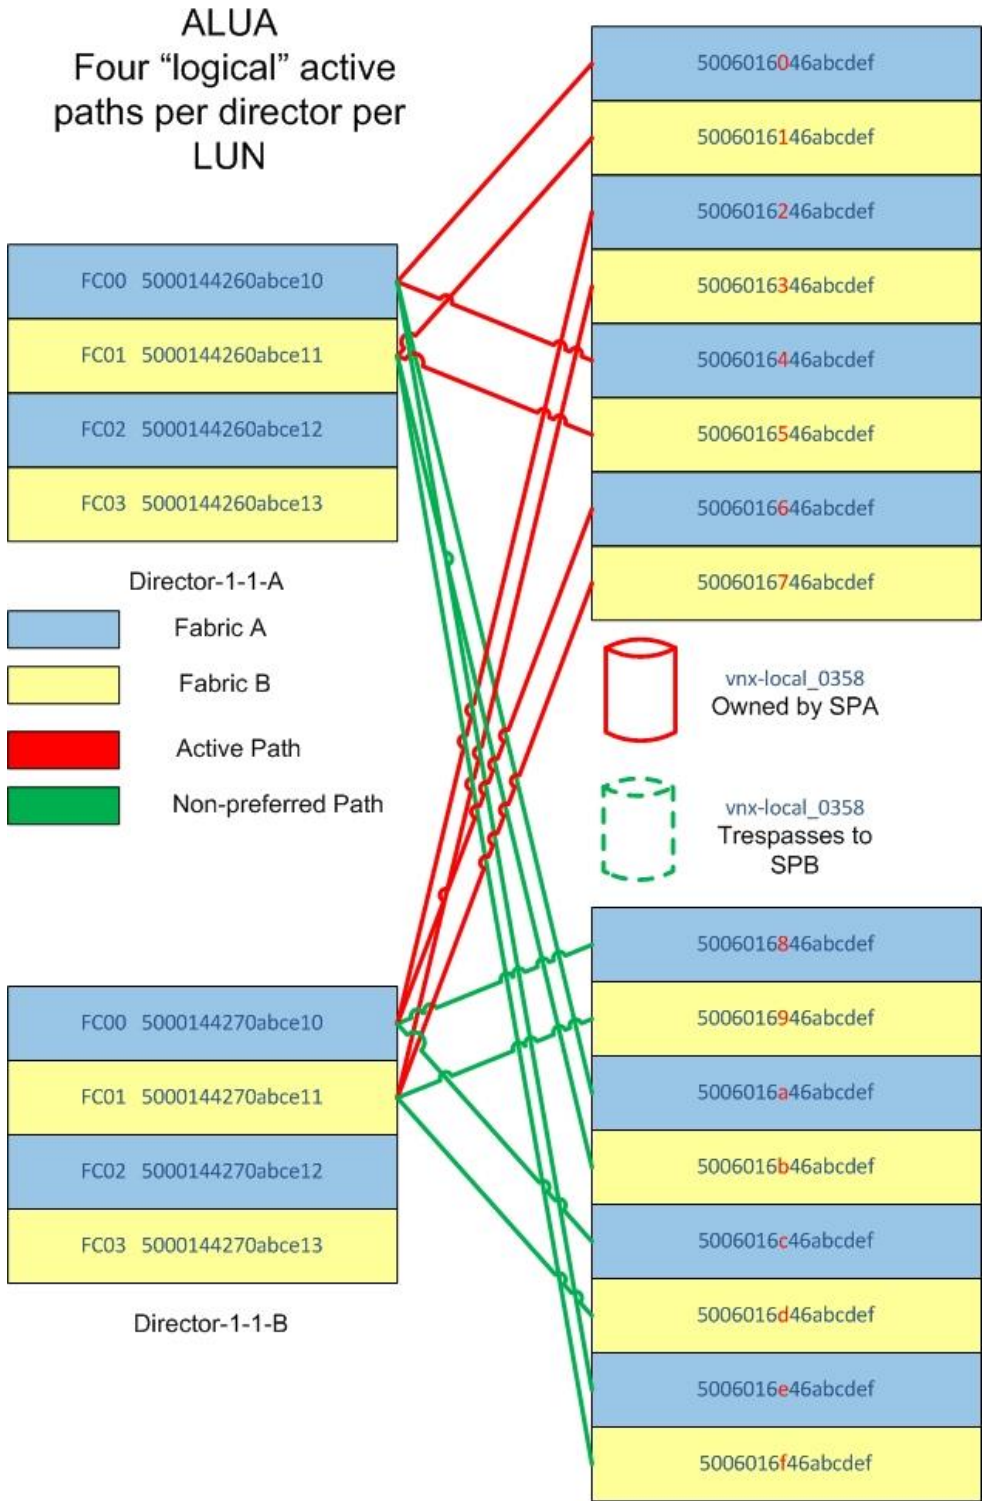 ALUA
Four “logical” active
paths per director per
LUN
5006016046abcdef
5006016146abcdef
5006016246abcdef
5006016346abcdef
5006016446abcdef
5006016546abcdef
5006016646abcdef
5006016746abcdef
FC00 5000144260abce10
FC01 5000144260abce11
FC02 5000144260abce12
FC03 5000144260abce13
Director-1-1-A
Fabric A
Fabric B
Active Path
Non-preferred Path
vnx-local_0358
Owned by SPA
vnx-local_0358
Trespasses to
SPB
5006016846abcdef
5006016946abcdef
5006016a46abcdef
5006016b46abcdef
5006016c46abcdef
5006016d46abcdef
5006016e46abcdef
5006016f46abcdef
FC00 5000144270abce10
FC01 5000144270abce11
FC02 5000144270abce12
FC03 5000144270abce13
Director-1-1-B